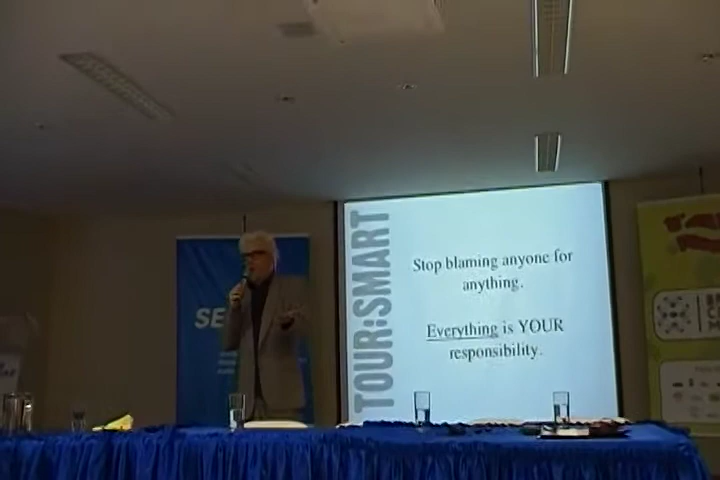 TOUR:SMART
Stop blaming anyone for
anything.
Everything is YOUR
responsibility.
SE